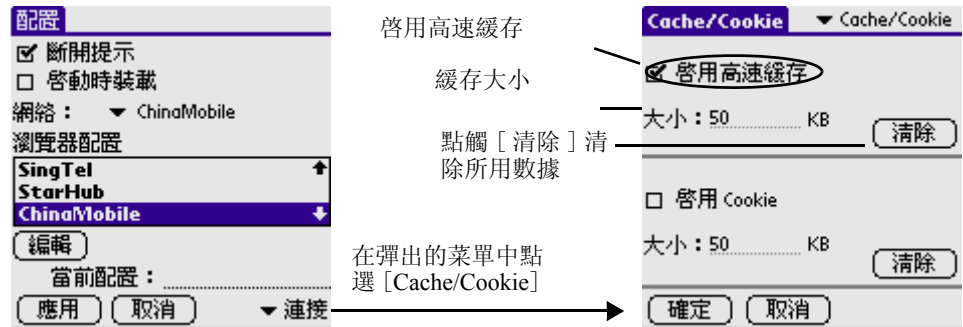 配置
斷開提示
啓動時裝載
網絡： ChinaMobile
瀏覽器配置
SingTel
StarHub
ChinaMobile
編輯
當前配置：
應用 取消 連接
啓用高速緩存
緩存大小
點觸［清除］清
除所用數據
在彈出的菜單中點
選［Cache/Cookie］
Cache/Cookie Cache/Cookie
啓用高速緩存
大小：50 KB
清除
啓用 Cookie
大小：50 KB
清除
確定 取消